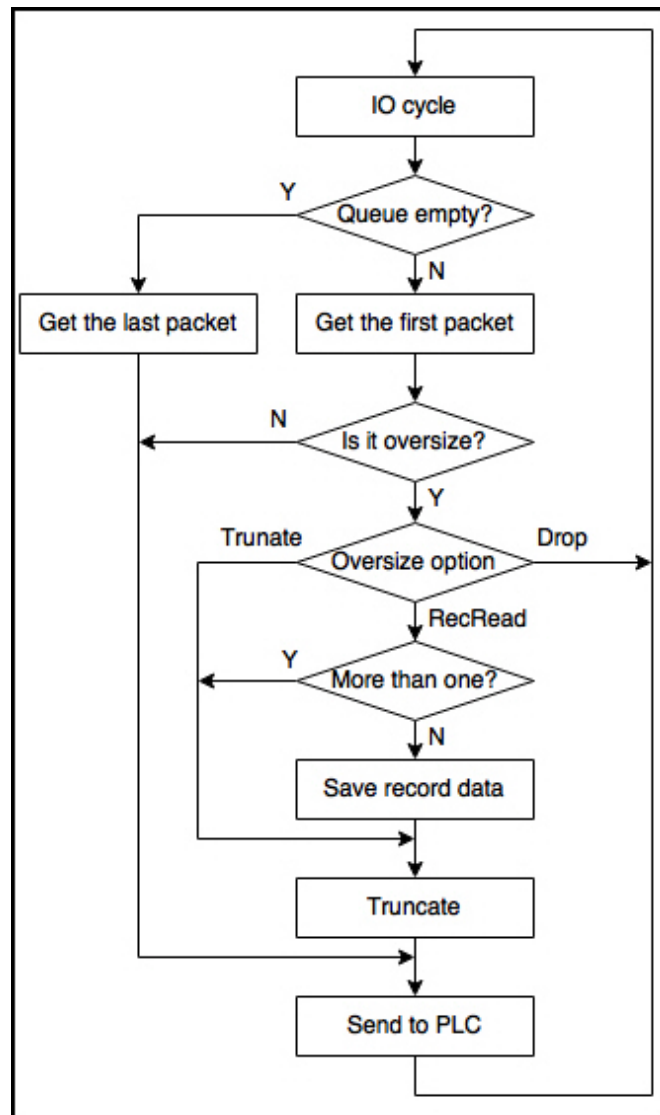 IO cycle
Y
Queue empty?
N
Get the last packet
Get the first packet
N
Is it oversize?
Y
Trunate
Oversize option
Drop
RecRead
Y
More than one?
N
Save record data
Truncate
Send to PLC